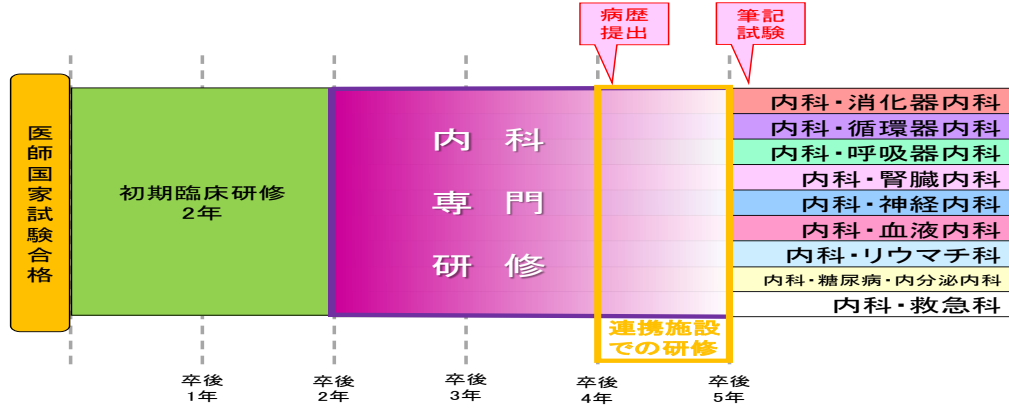 病歴
提出
筆記
試験
医師国家試験合格
初期臨床研修
2年
内科
専門
研修
連携施設
での研修
内科・消化器内科
内科・循環器内科
内科・呼吸器内科
内科・腎臓内科
内科・神経内科
内科・血液内科
内科・リウマチ科
内科・糖尿病・内分泌内科
内科・救急科
卒後
1年
卒後
2年
卒後
3年
卒後
4年
卒後
5年